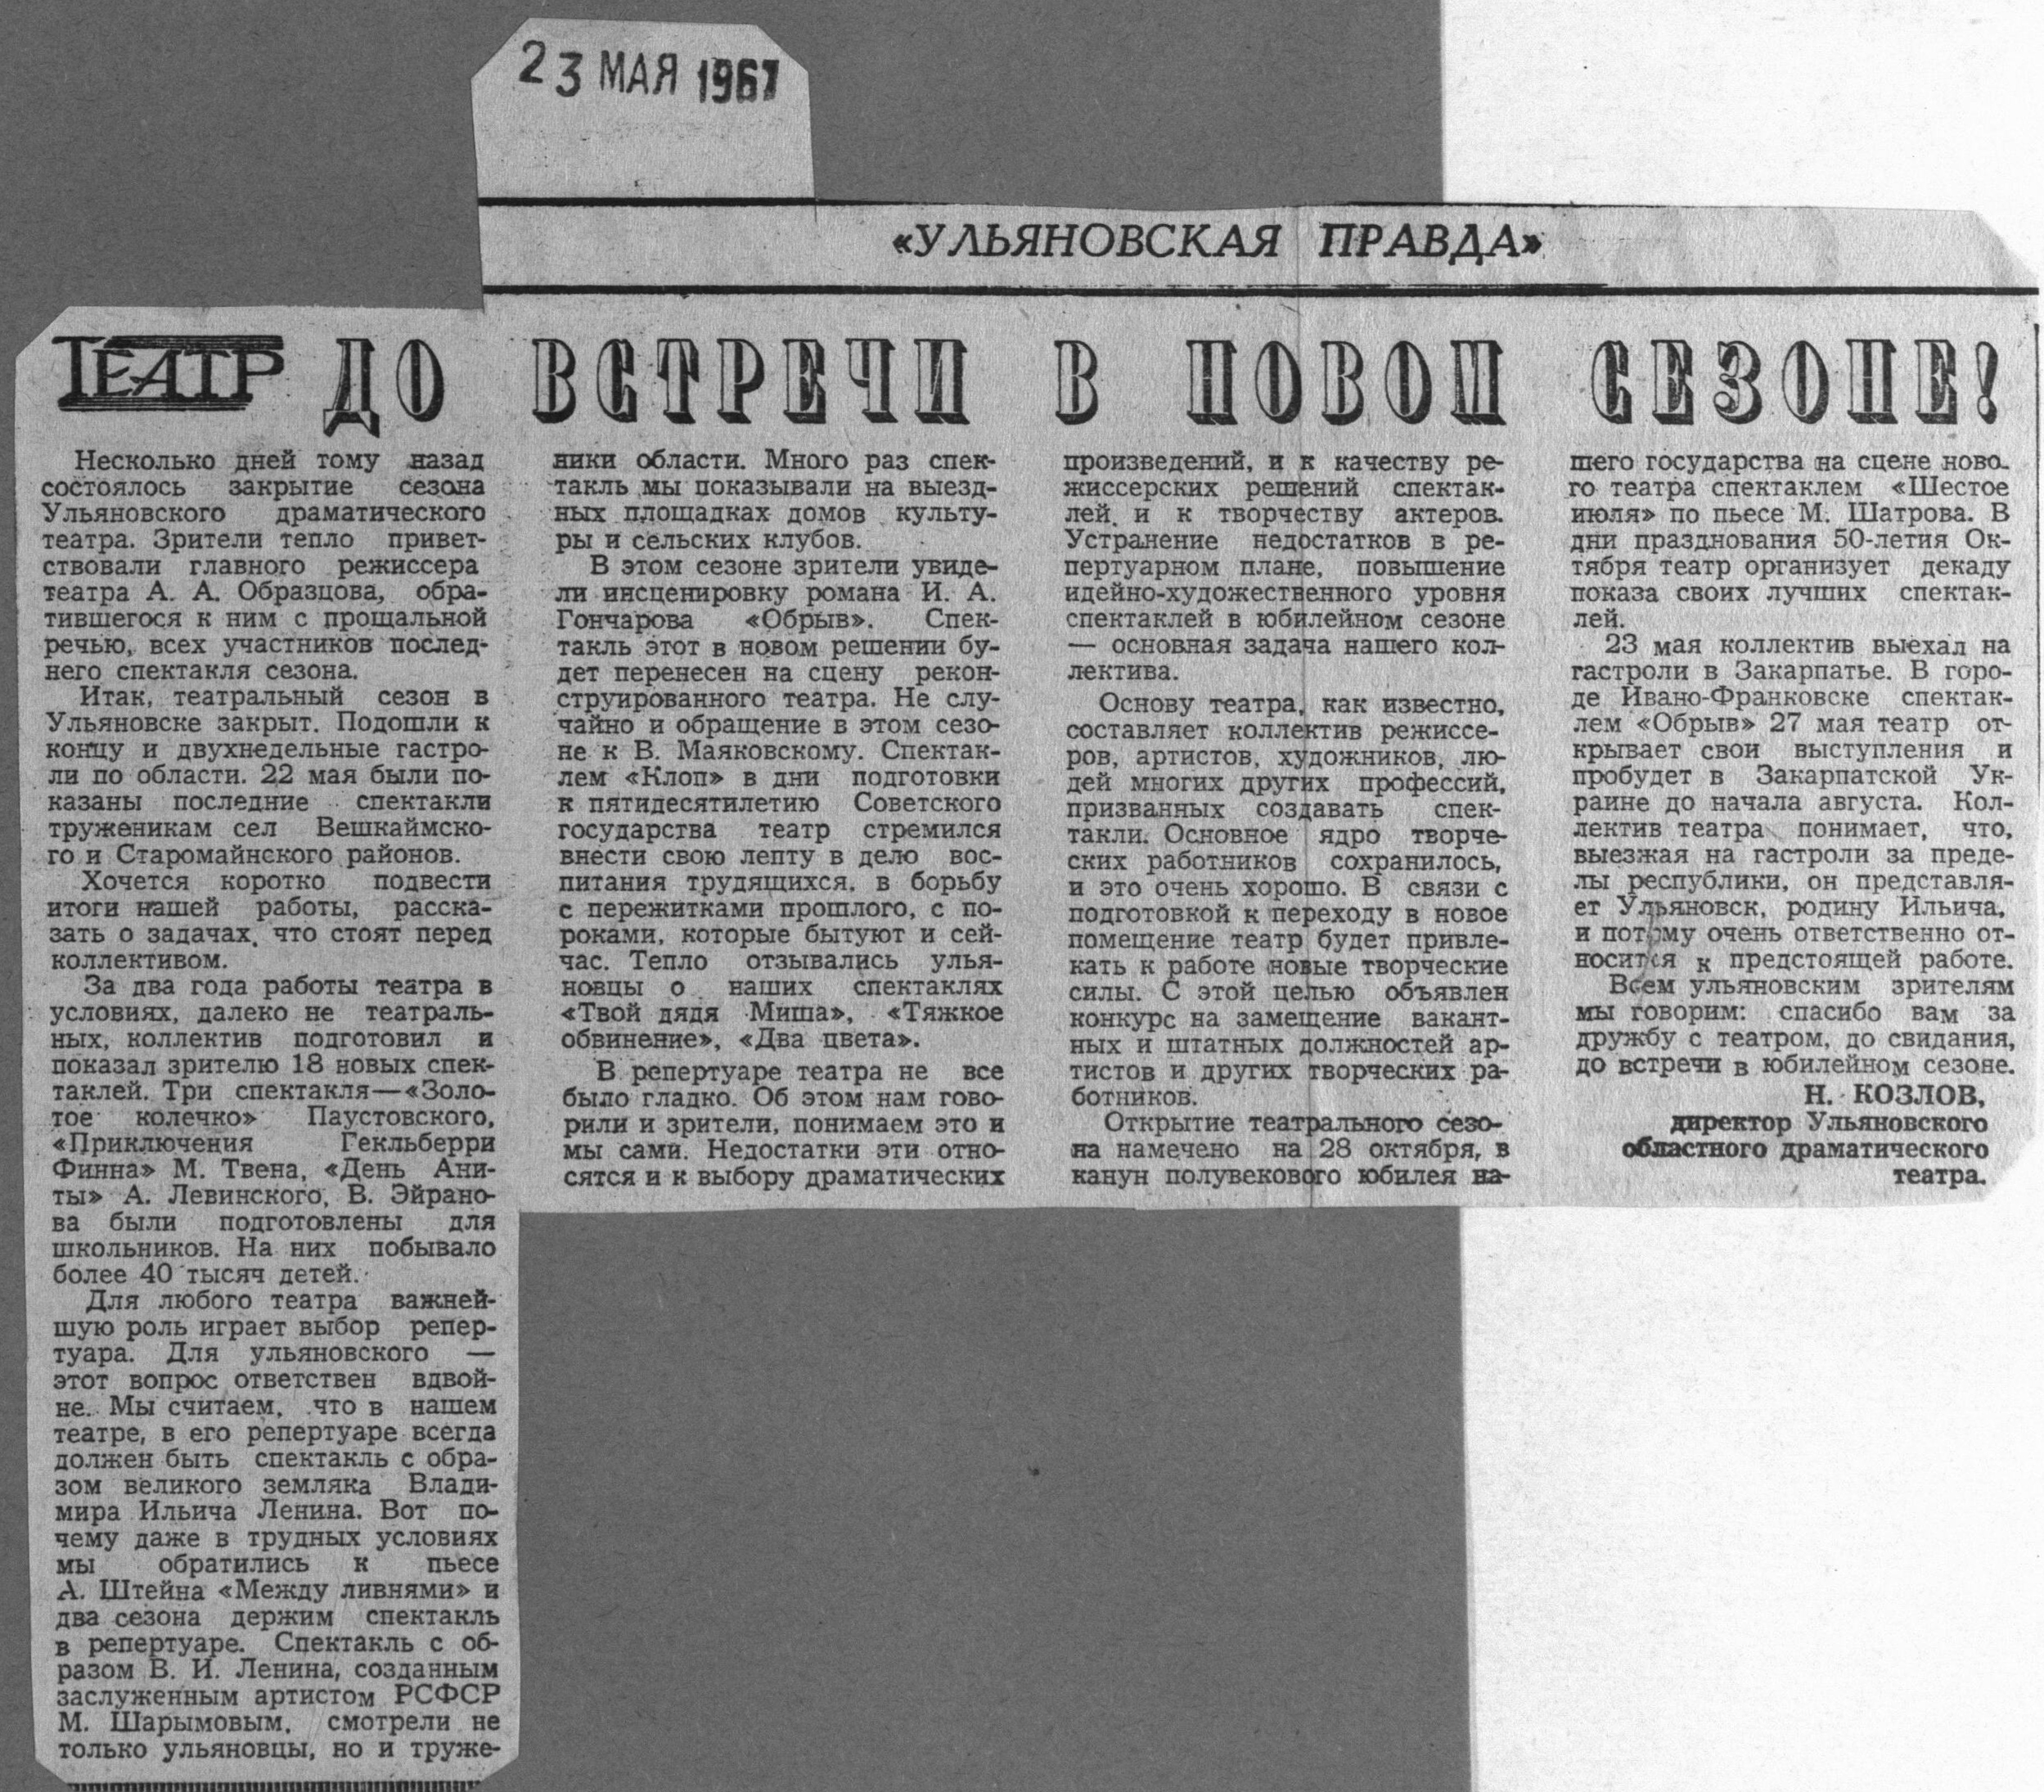 23 МАЯ 1967
«УЛЬЯНОВСКАЯ ПРАВДА»
ТЕАТР
ДО ВСТРЕЧИ В НОВОМ СЕЗОНЕ!
Несколько дней тому назад
состоялось закрытие сезона
Ульяновского драматического
театра. Зрители тепло привет-
ствовали главного режиссера
театра А. А. Образцова, обра-
тившегося к ним с прощальной
речью, всех участников послед-
него спектакля сезона.
Итак, театральный сезон в
Ульяновске закрыт. Подошли к
концу и двухнедельные гастро-
ли по области. 22 мая были по-
казаны последние спектакли
труженикам сел Вешкаймско-
го и Старомайнского районов.
Хочется коротко подвести
итоги нашей работы, расска-
зать о задачах, что стоят перед
коллективом.
За два года работы театра в
условиях, далеко не театраль-
ных, коллектив подготовил и
показал зрителю 18 новых спек-
таклей. Три спектакля—«Золо-
тое колечко» Паустовского,
«Приключения Гекльберри
Финна» М. Твена, «День Ани-
ты» А. Левинского, В. Эйрано-
ва были подготовлены для
школьников. На них побывало
более 40 тысяч детей.
Для любого театра важней-
шую роль играет выбор репер-
туара. Для ульяновского —
этот вопрос ответствен вдвой-
не. Мы считаем, что в нашем
театре, в его репертуаре всегда
должен быть спектакль с обра-
зом великого земляка Влади-
мира Ильича Ленина. Вот по-
чему даже в трудных условиях
мы обратились к пьесе
А. Штейна «Между ливнями» и
два сезона держим спектакль
в репертуаре. Спектакль с об-
разом В. И. Ленина, созданным
заслуженным артистом РСФСР
М. Шарымовым, смотрели не
только ульяновцы, но и труже-
ники области. Много раз спек-
такль мы показывали на выезд-
ных площадках домов культу-
ры и сельских клубов.
В этом сезоне зрители увиде-
ли инсценировку романа И. А.
Гончарова «Обрыв». Спек-
такль этот в новом решении бу-
дет перенесен на сцену рекон-
струированного театра. Не слу-
чайно и обращение в этом сезо-
не к В. Маяковскому. Спектак-
лем «Клоп» в дни подготовки
к пятидесятилетию Советского
государства театр стремился
внести свою лепту в дело вос-
питания трудящихся, в борьбу
с пережитками прошлого, с по-
роками, которые бытуют и сей-
час. Тепло отзывались улья-
новцы о наших спектаклях
«Твой дядя Миша», «Тяжкое
обвинение», «Два цвета».
В репертуаре театра не все
было гладко. Об этом нам гово-
рили и зрители, понимаем это и
мы сами. Недостатки эти отно-
сятся и к выбору драматических
произведений, и к качеству ре-
жиссерских решений спектак-
лей, и к творчеству актеров.
Устранение недостатков в ре-
пертуарном плане, повышение
идейно-художественного уровня
спектаклей в юбилейном сезоне
— основная задача нашего кол-
лектива.
Основу театра, как известно,
составляет коллектив режиссе-
ров, артистов, художников, лю-
дей многих других профессий,
призванных создавать спек-
такли. Основное ядро творче-
ских работников сохранилось,
и это очень хорошо. В связи с
подготовкой к переходу в новое
помещение театр будет привле-
кать к работе новые творческие
силы. С этой целью объявлен
конкурс на замещение вакант-
ных и штатных должностей ар-
тистов и других творческих ра-
ботников.
Открытие театрального сезо-
на намечено на 28 октября, в
канун полувекового юбилея на-
шего государства на сцене ново-
го театра спектаклем «Шестое
июля» по пьесе М. Шатрова. В
дни празднования 50-летия Ок-
тября театр организует декаду
показа своих лучших спектак-
лей.
23 мая коллектив выехал на
гастроли в Закарпатье. В горо-
де Ивано-Франковске спектак-
лем «Обрыв» 27 мая театр от-
крывает свои выступления и
пробудет в Закарпатской Ук-
раине до начала августа. Кол-
лектив театра понимает, что,
выезжая на гастроли за преде-
лы республики, он представля-
ет Ульяновск, родину Ильича,
и потому очень ответственно от-
носится к предстоящей работе.
Всем ульяновским зрителям
мы говорим: спасибо вам за
дружбу с театром, до свидания,
до встречи в юбилейном сезоне.
Н. КОЗЛОВ,
директор Ульяновского
областного драматического
театра.